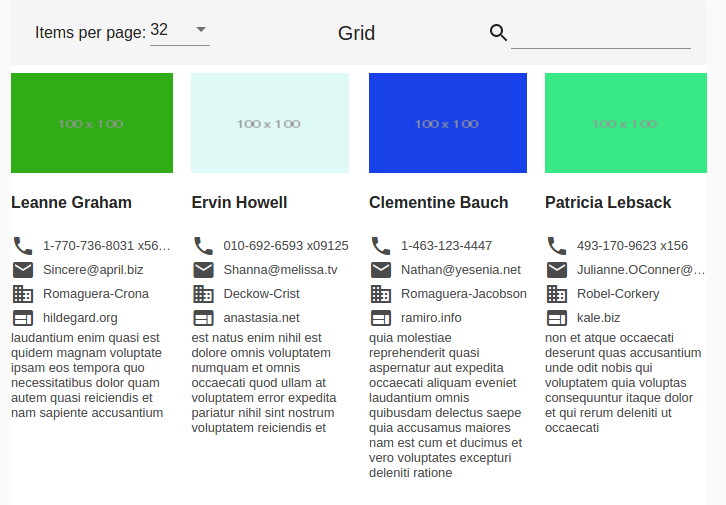 Items per page: 32
Grid
100 x 100
100 x 100
100 x 100
100 x 100
Leanne Graham
Ervin Howell
Clementine Bauch
Patricia Lebsack
1-770-736-8031 x56…
Sincere@april.biz
Romaguera-Crona
hildegard.org
laudantium enim quasi est
quidem magnam voluptate
ipsam eos tempora quo
necessitatibus dolor quam
autem quasi reiciendis et
nam sapiente accusantium
010-692-6593 x09125
Shanna@melissa.tv
Deckow-Crist
anastasia.net
est natus enim nihil est
dolore omnis voluptatem
numquam et omnis
occaecati quod ullam at
voluptatem error expedita
pariatur nihil sint nostrum
voluptatem reiciendis et
1-463-123-4447
Nathan@yesenia.net
Romaguera-Jacobson
ramiro.info
quia molestiae
reprehenderit quasi
aspernatur aut expedita
occaecati aliquam eveniet
laudantium omnis
quibusdam delectus saepe
quia accusamus maiores
nam est cum et ducimus et
vero voluptates excepturi
deleniti ratione
493-170-9623 x156
Julianne.OConner@…
Robel-Corkery
kale.biz
non et atque occaecati
deserunt quas accusantium
unde odit nobis qui
voluptatem quia voluptas
consequuntur itaque dolor
et qui rerum deleniti ut
occaecati